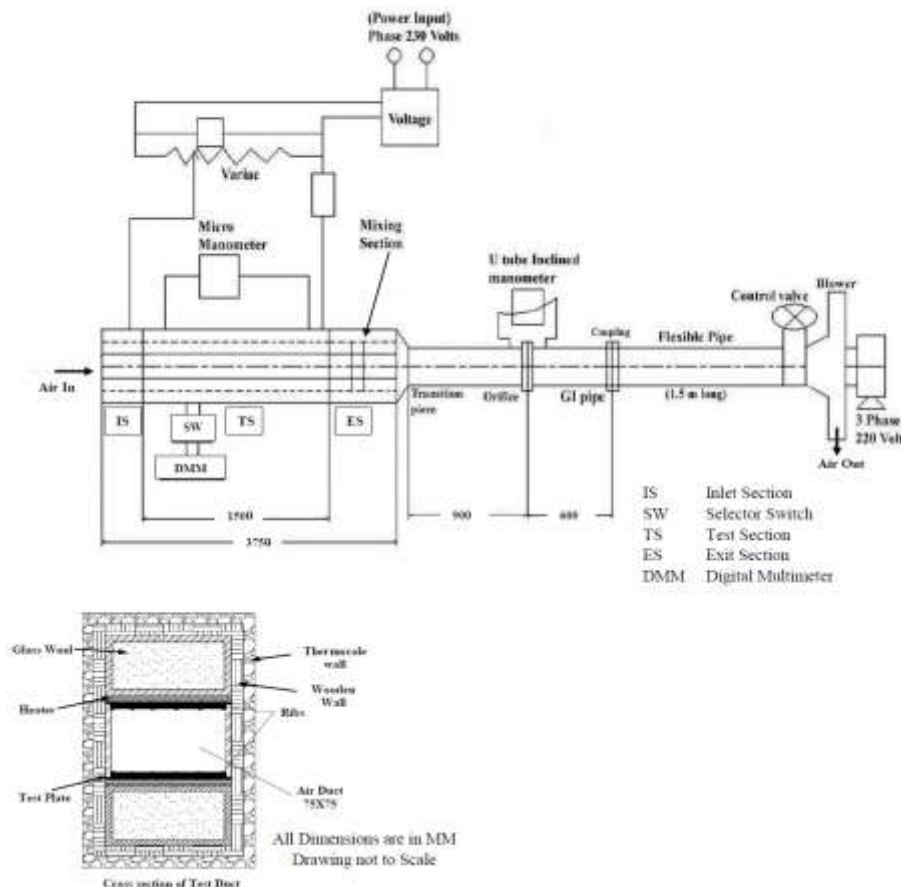 (Power Input)
Phase 230 Volts
Voltage
Variac
Micro
Manometer
Mixing
Section
U tube Inclined
manometer
Blower
Control valve
Coupling
Flexible Pipe
Air In
Transition
piece
Orifice
GI pipe
(1.5 m long)
IS
SW
TS
ES
3 Phase
220 Volt
DMM
Air Out
1500
900
600
3750
IS Inlet Section
SW Selector Switch
TS Test Section
ES Exit Section
DMM Digital Multimeter
Glass Wool
Thermocole
wall
Wooden
Wall
Heater
Ribs
Test Plate
Air Duct
75X75
All Dimensions are in MM
Drawing not to Scale
Cross section of Test Duct